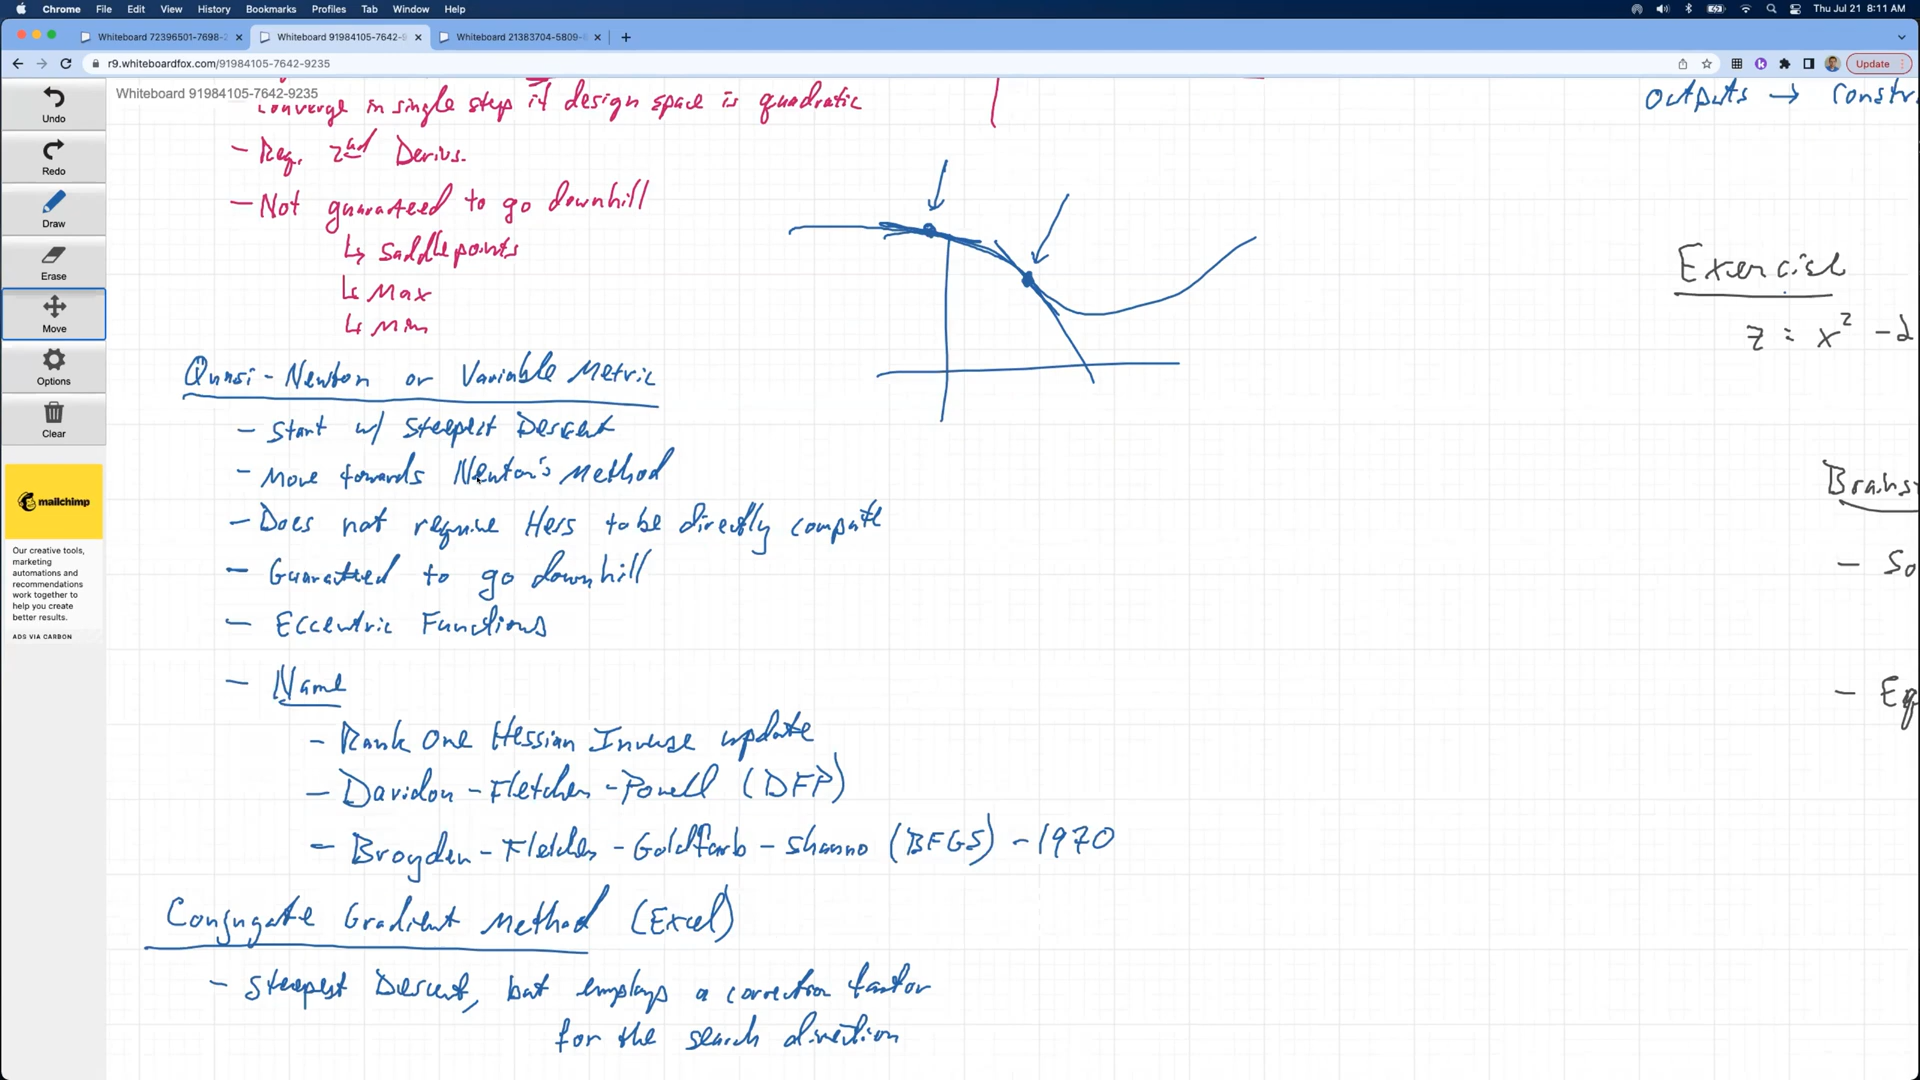 Chrome File Edit View History Bookmarks Profiles Tab Window Help
Thu Jul 21 8:11 AM
Whiteboard 72396501-7698-2
Whiteboard 91984105-7642-9
Whiteboard 21383704-5809-
r9.whiteboardfox.com/91984105-7642-9235
Update
Whiteboard 91984105-7642-9235
Undo
Redo
Draw
Erase
Move
Options
Clear
mailchimp
Our creative tools,
marketing
automations and
recommendations
work together to
help you create
better results.
ADS VIA CARBON
Converge in single step if design space is quadratic
- Req. 2nd Derivs.
- Not guaranteed to go downhill
↳ Saddlepoints
↳ Max
↳ Min
Quasi-Newton or Variable Metric
- Start w/ Steepest Descent
- Move towards Newton's Method
- Does not require Hess to be directly compute
- Guaranteed to go downhill
- Eccentric Functions
- Name
- Rank One Hessian Inverse update
- Davidon-Fletcher-Powell (DFP)
- Broyden-Fletcher-Goldfarb-Shanno (BFGS) - 1970
Conjugate Gradient Method (Excel)
- Steepest Descent, but employs a correction factor
for the search direction
Outputs → Constr
Exercise
z = x² - 2
Brains
- So
- Eq